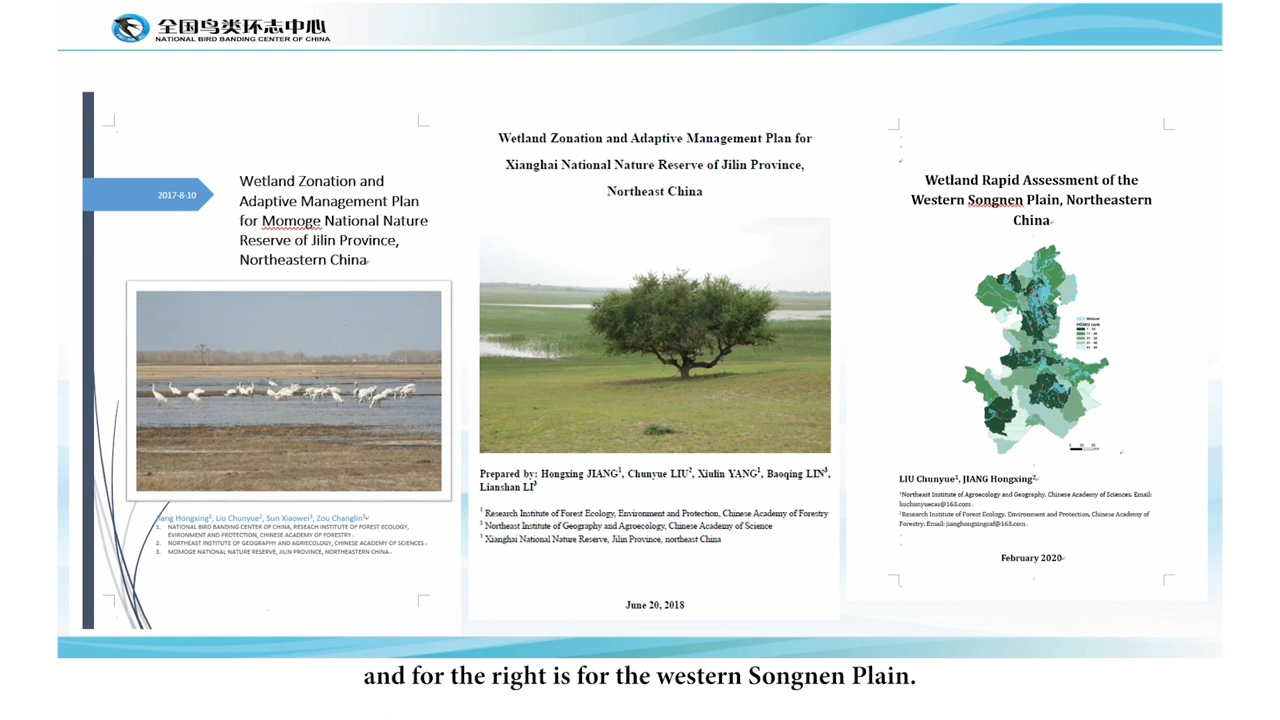 全国鸟类环志中心
NATIONAL BIRD BANDING CENTER OF CHINA
2017-8-10
Wetland Zonation and
Adaptive Management Plan
for Momoge National Nature
Reserve of Jilin Province,
Northeastern China
Jiang Hongxing1, Liu Chunyue2, Sun Xiaowei3, Zou Changlin3
1. NATIONAL BIRD BANDING CENTER OF CHINA, RESEACH INSTITUTE OF FOREST ECOLOGY,
EVIRONMENT AND PROTECTION, CHINESE ACADEMY OF FORESTRY
2. NORTHEAST INSTITUTE OF GEOGRAPHY AND AGRIECOLOGY, CHINESE ACADEMY OF SCIENCES
3. MOMOGE NATIONAL NATURE RESERVE, JILIN PROVINCE, NORTHEASTERN CHINA
Wetland Zonation and Adaptive Management Plan for
Xianghai National Nature Reserve of Jilin Province,
Northeast China
Prepared by: Hongxing JIANG1, Chunyue LIU2, Xiulin YANG3, Baoqing LIN3,
Lianshan LI3
1 Research Institute of Forest Ecology, Environment and Protection, Chinese Academy of Forestry
2 Northeast Institute of Geography and Agroecology, Chinese Academy of Science
3 Xianghai National Nature Reserve, Jilin Province, northeast China
June 20, 2018
Wetland Rapid Assessment of the
Western Songnen Plain, Northeastern
China
Wetland
HGMU rank
LIU Chunyue1, JIANG Hongxing2
1Northeast Institute of Agroecology and Geography, Chinese Academy of Sciences, Email:
liuchunyuecas@163.com
2Research Institute of Forest Ecology, Environment and Protection, Chinese Academy of
Forestry, Email: jianghongxingcaf@163.com
February 2020
and for the right is for the western Songnen Plain.